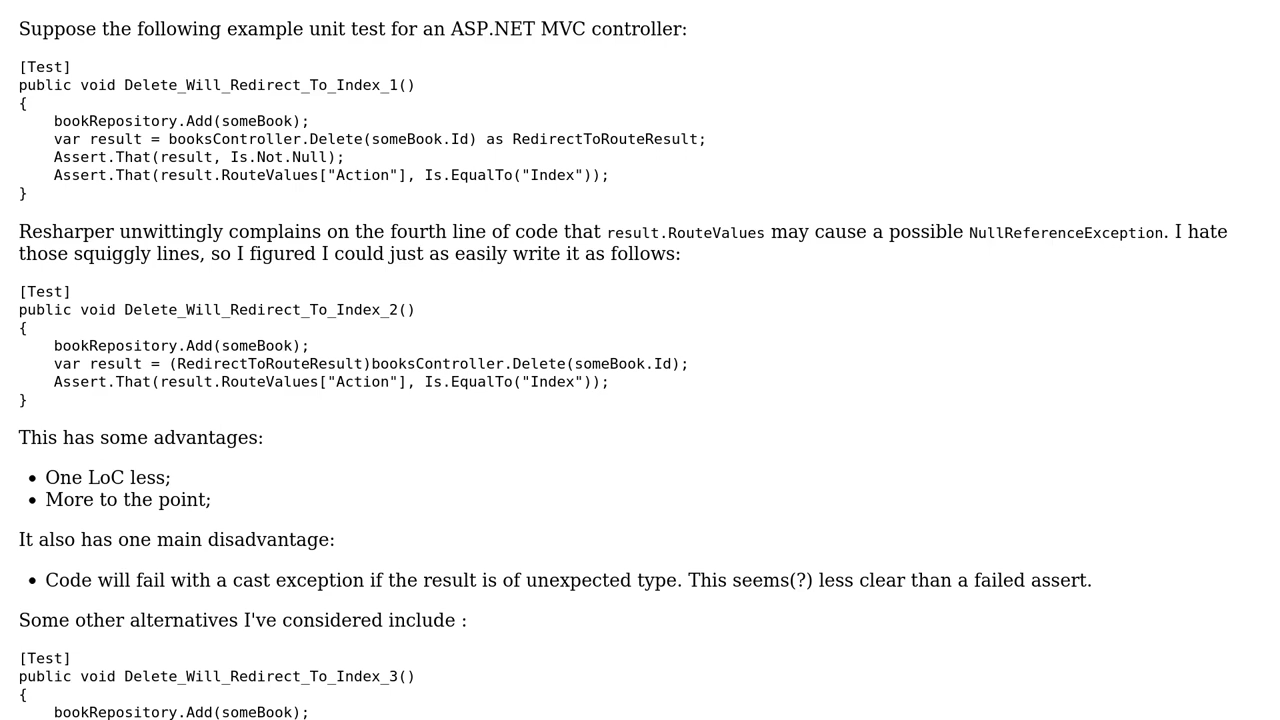 Suppose the following example unit test for an ASP.NET MVC controller:
[Test]
public void Delete_Will_Redirect_To_Index_1()
{
    bookRepository.Add(someBook);
    var result = booksController.Delete(someBook.Id) as RedirectToRouteResult;
    Assert.That(result, Is.Not.Null);
    Assert.That(result.RouteValues["Action"], Is.EqualTo("Index"));
}
Resharper unwittingly complains on the fourth line of code that result.RouteValues may cause a possible NullReferenceException. I hate
those squiggly lines, so I figured I could just as easily write it as follows:
[Test]
public void Delete_Will_Redirect_To_Index_2()
{
    bookRepository.Add(someBook);
    var result = (RedirectToRouteResult)booksController.Delete(someBook.Id);
    Assert.That(result.RouteValues["Action"], Is.EqualTo("Index"));
}
This has some advantages:
• One LoC less;
• More to the point;
It also has one main disadvantage:
• Code will fail with a cast exception if the result is of unexpected type. This seems(?) less clear than a failed assert.
Some other alternatives I've considered include :
[Test]
public void Delete_Will_Redirect_To_Index_3()
{
    bookRepository.Add(someBook);